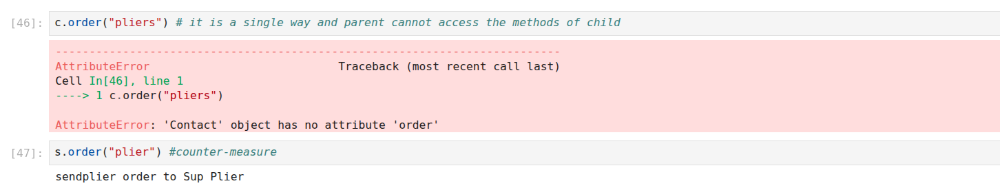 [46]: c.order("pliers") # it is a single way and parent cannot access the methods of child
---------------------------------------------------------------------------
AttributeError                            Traceback (most recent call last)
Cell In[46], line 1
----> 1 c.order("pliers")
AttributeError: 'Contact' object has no attribute 'order'
[47]: s.order("plier") #counter-measure
sendplier order to Sup Plier